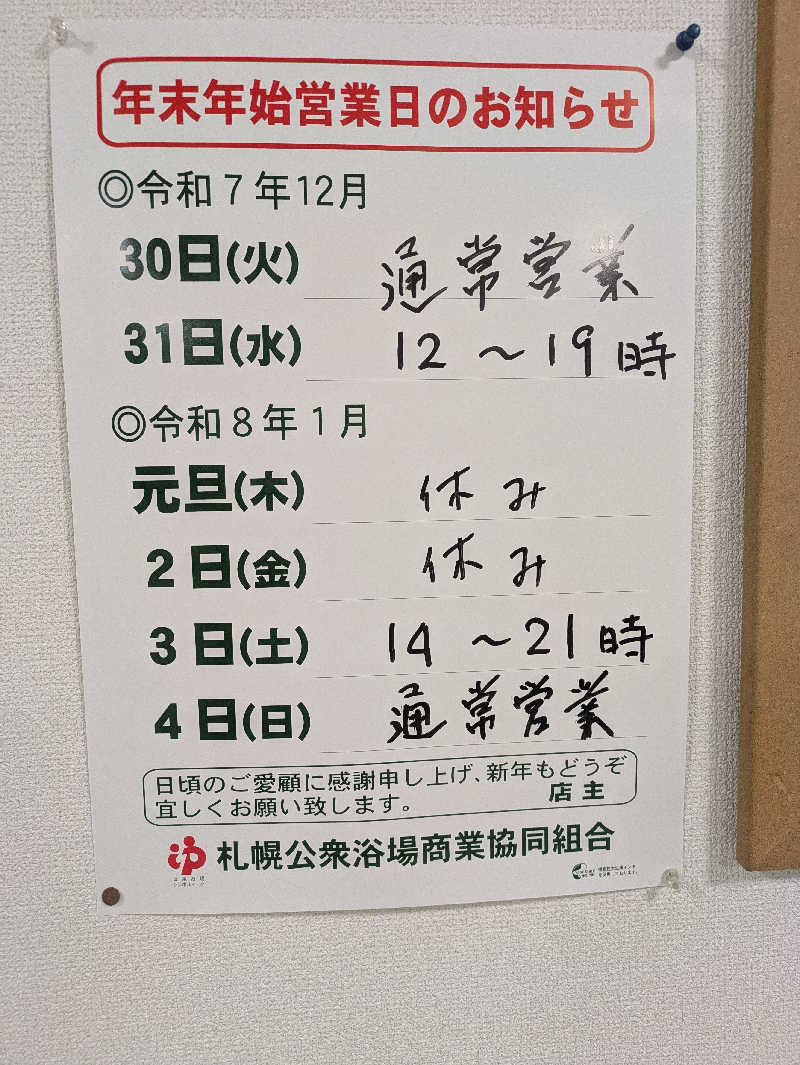 年末年始営業日のお知らせ
◎令和7年12月
30日(火) 通常営業
31日(水) 12〜19時
◎令和8年1月
元旦(木) 休み
2日(金) 休み
3日(土) 14〜21時
4日(日) 通常営業
日頃のご愛顧に感謝申し上げ、新年もどうぞ
宜しくお願い致します。 店主
札幌公衆浴場商業協同組合